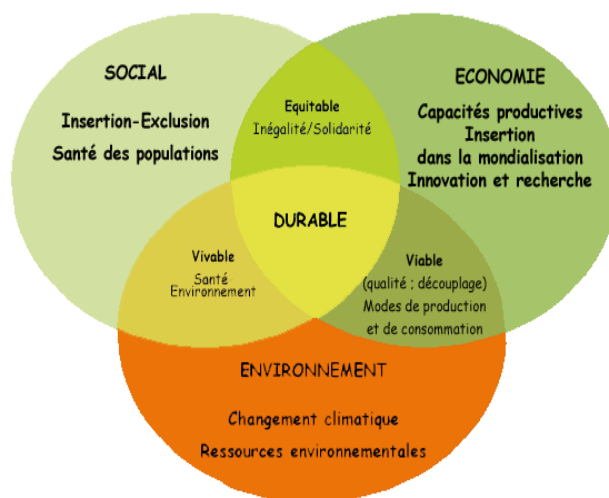 SOCIAL
Insertion-Exclusion
Santé des populations
Equitable
Inégalité/Solidarité
ECONOMIE
Capacités productives
Insertion
dans la mondialisation
Innovation et recherche
DURABLE
Vivable
Santé
Environnement
Viable
(qualité ; découplage)
Modes de production
et de consommation
ENVIRONNEMENT
Changement climatique
Ressources environnementales